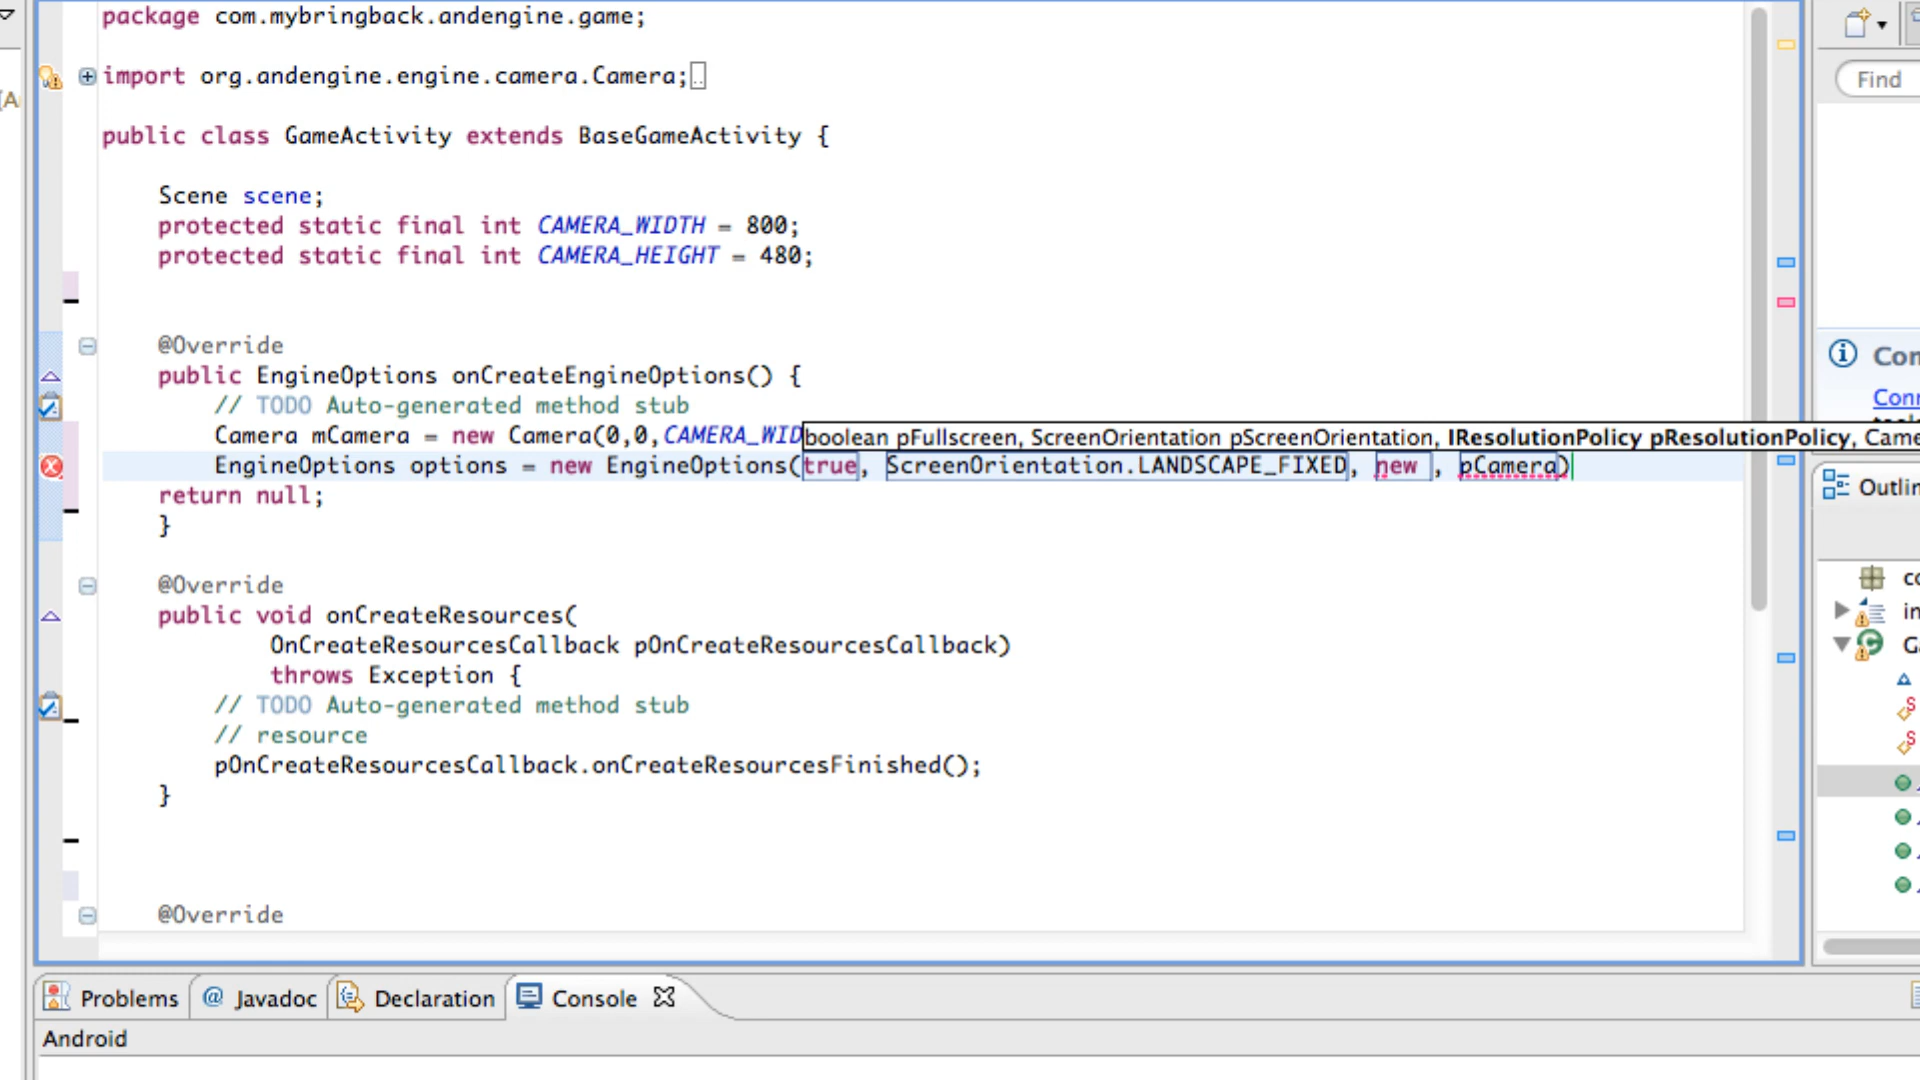 package com.mybringback.andengine.game;
import org.andengine.engine.camera.Camera;
Find
public class GameActivity extends BaseGameActivity {
Scene scene;
protected static final int CAMERA_WIDTH = 800;
protected static final int CAMERA_HEIGHT = 480;
@Override
public EngineOptions onCreateEngineOptions() {
// TODO Auto-generated method stub
Camera mCamera = new Camera(0,0,CAMERA_WID
boolean pFullscreen, ScreenOrientation pScreenOrientation, IResolutionPolicy pResolutionPolicy, Came
EngineOptions options = new EngineOptions(true, ScreenOrientation.LANDSCAPE_FIXED, new , pCamera)
return null;
}
@Override
public void onCreateResources(
OnCreateResourcesCallback pOnCreateResourcesCallback)
throws Exception {
// TODO Auto-generated method stub
// resource
pOnCreateResourcesCallback.onCreateResourcesFinished();
}
@Override
Con
Conn
Outlin
co
in
G
Problems
@ Javadoc
Declaration
Console
Android